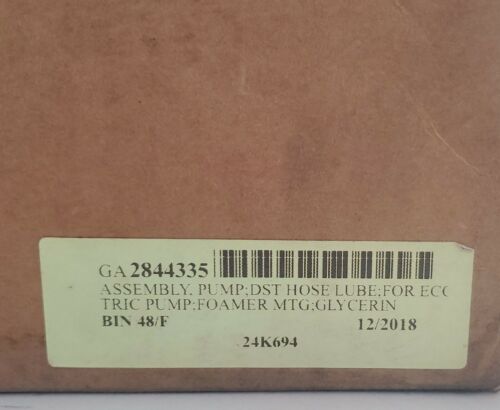 GA 2844335
ASSEMBLY, PUMP;DST HOSE LUBE;FOR ECC
TRIC PUMP;FOAMER MTG;GLYCERIN
BIN 48/F 12/2018
24K694